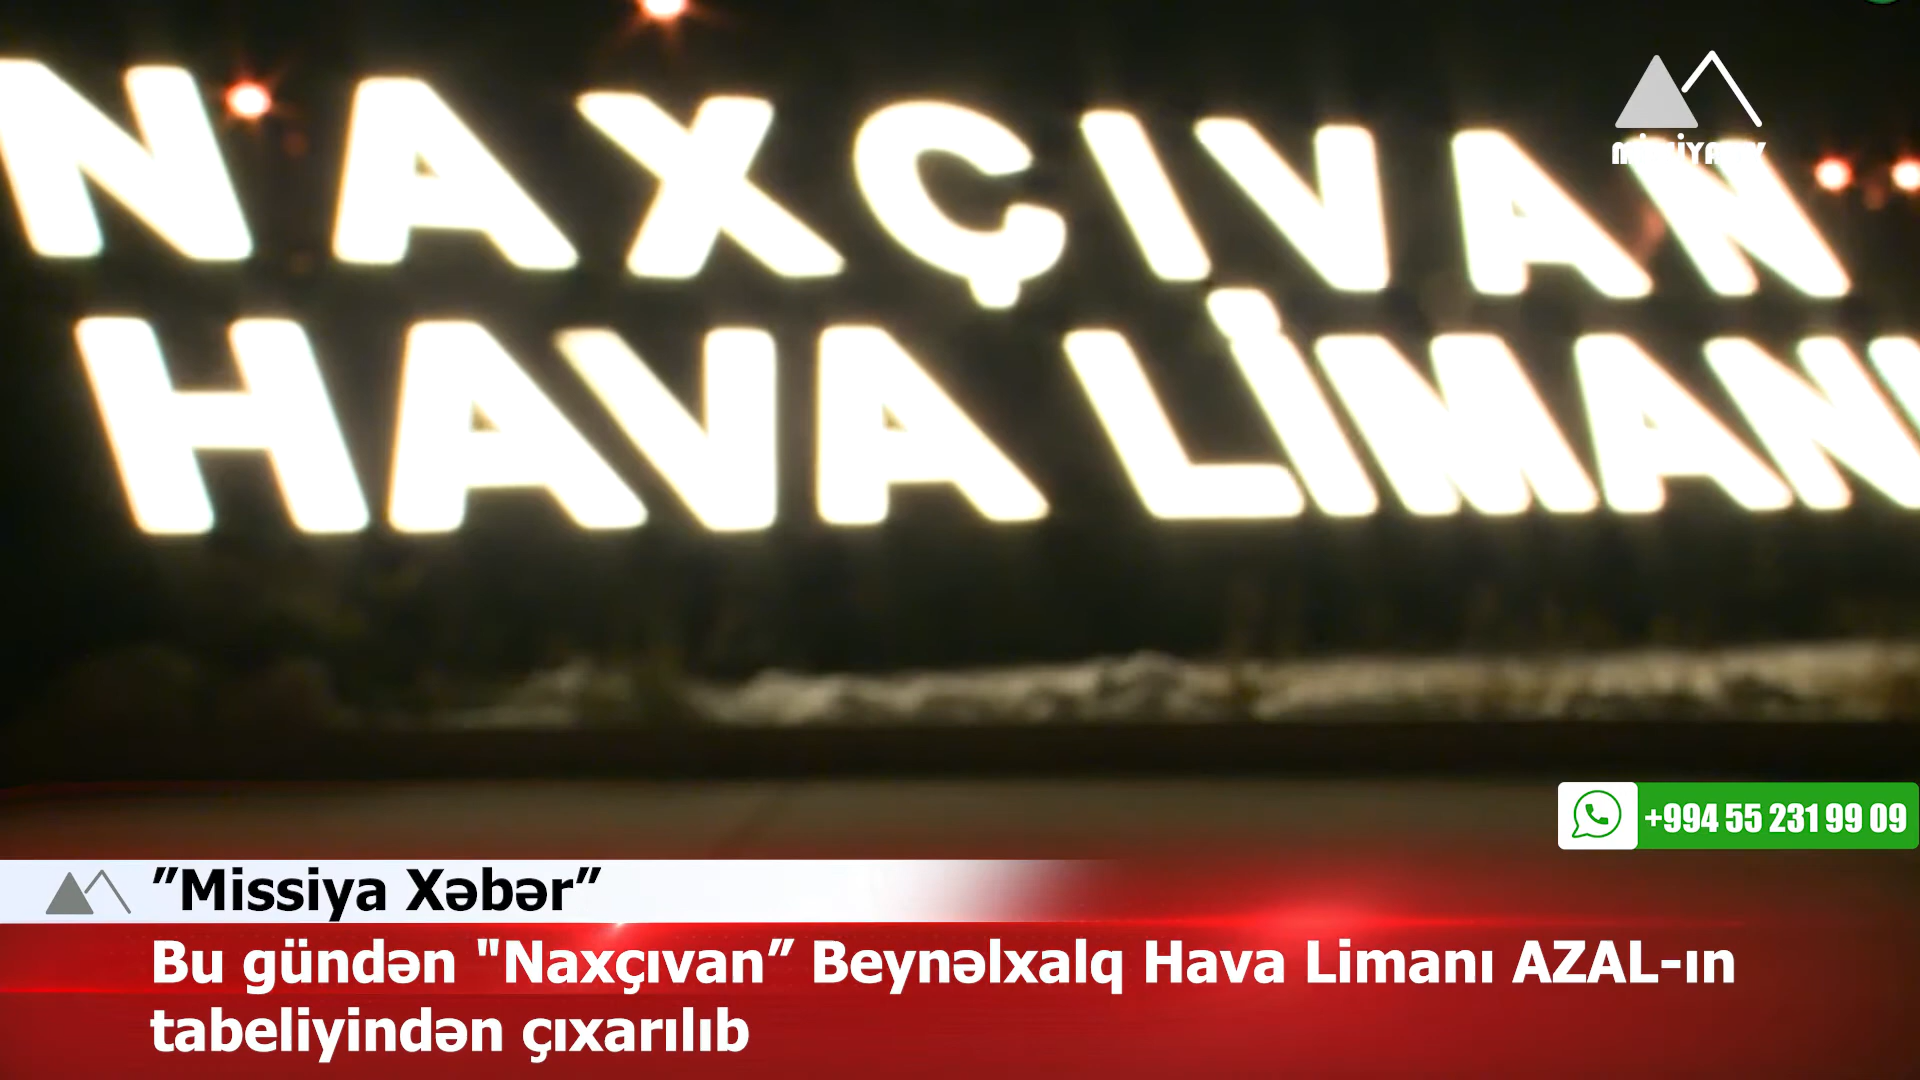 NAXÇIVAN
HAVA LİMAN
+994 55 231 99 09
”Missiya Xəbər”
Bu gündən "Naxçıvan” Beynəlxalq Hava Limanı AZAL-ın
tabeliyindən çıxarılıb